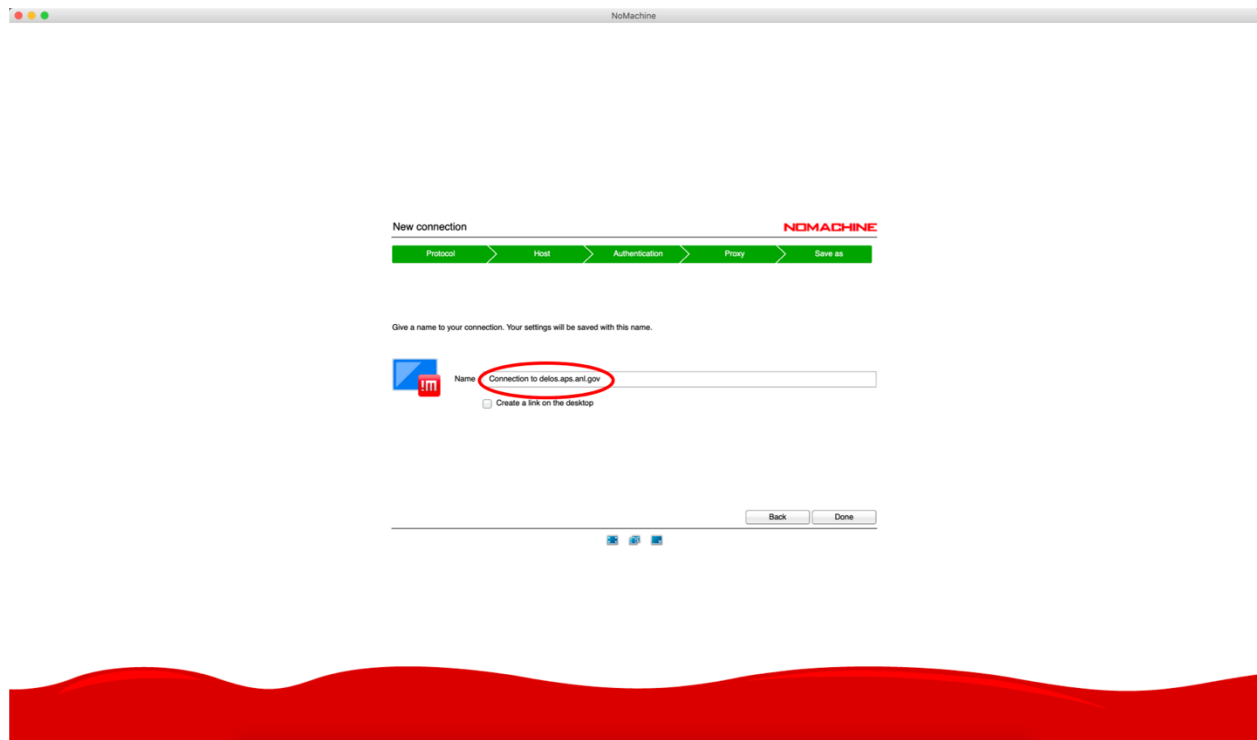 NoMachine
New connection
NOMACHINE
Protocol Host Authentication Proxy Save as
Give a name to your connection. Your settings will be saved with this name.
!m
Name Connection to delos.aps.anl.gov
Create a link on the desktop
Back Done